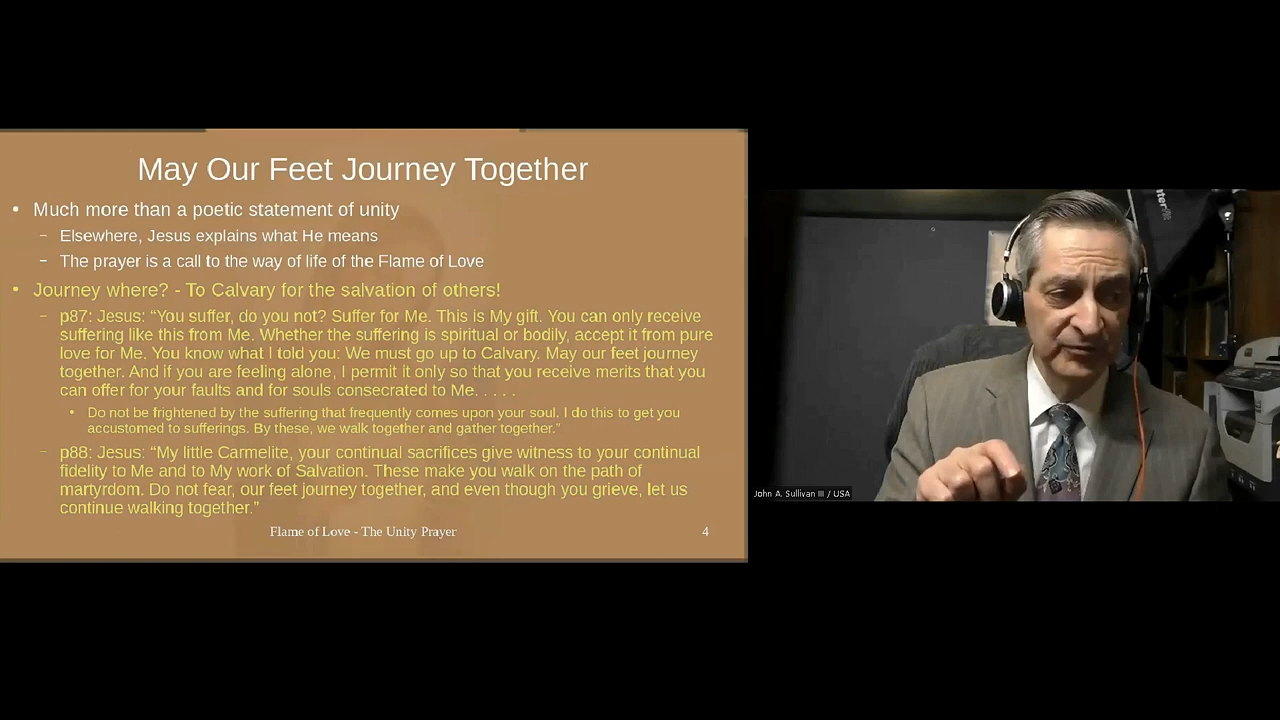 May Our Feet Journey Together
• Much more than a poetic statement of unity
– Elsewhere, Jesus explains what He means
– The prayer is a call to the way of life of the Flame of Love
• Journey where? - To Calvary for the salvation of others!
– p87: Jesus: “You suffer, do you not? Suffer for Me. This is My gift. You can only receive
suffering like this from Me. Whether the suffering is spiritual or bodily, accept it from pure
love for Me. You know what I told you: We must go up to Calvary. May our feet journey
together. And if you are feeling alone, I permit it only so that you receive merits that you
can offer for your faults and for souls consecrated to Me. . . . .
• Do not be frightened by the suffering that frequently comes upon your soul. I do this to get you
accustomed to sufferings. By these, we walk together and gather together.”
– p88: Jesus: “My little Carmelite, your continual sacrifices give witness to your continual
fidelity to Me and to My work of Salvation. These make you walk on the path of
martyrdom. Do not fear, our feet journey together, and even though you grieve, let us
continue walking together.”
Flame of Love - The Unity Prayer
4
John A. Sullivan III / USA